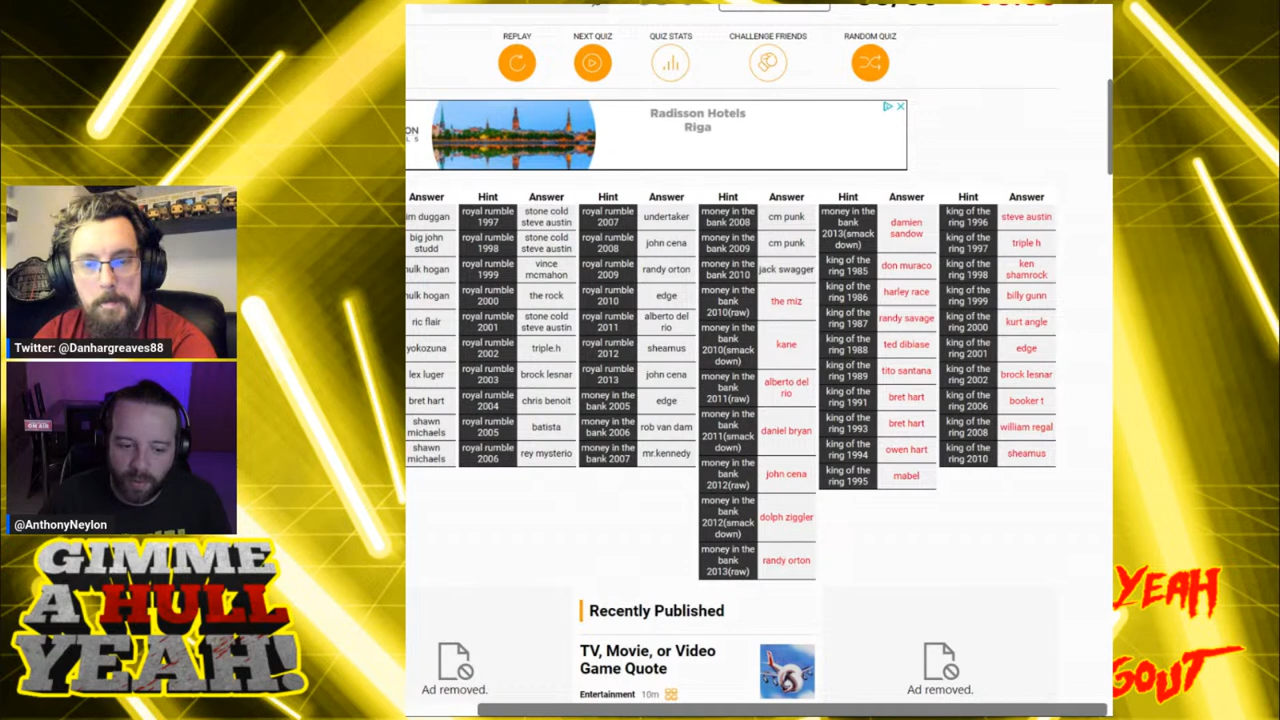 REPLAY
NEXT QUIZ
QUIZ STATS
CHALLENGE FRIENDS
RANDOM QUIZ
Radisson Hotels
Riga
Answer
im duggan
big john
studd
hulk hogan
hulk hogan
ric flair
yokozuna
lex luger
bret hart
shawn
michaels
shawn
michaels
Hint Answer
royal rumble 1997 stone cold steve austin
royal rumble 1998 stone cold steve austin
royal rumble 1999 vince mcmahon
royal rumble 2000 the rock
royal rumble 2001 stone cold steve austin
royal rumble 2002 triple.h
royal rumble 2003 brock lesnar
royal rumble 2004 chris benoit
royal rumble 2005 batista
royal rumble 2006 rey mysterio
Hint Answer
royal rumble 2007 undertaker
royal rumble 2008 john cena
royal rumble 2009 randy orton
royal rumble 2010 edge
royal rumble 2011 alberto del rio
royal rumble 2012 sheamus
royal rumble 2013 john cena
money in the bank 2005 edge
money in the bank 2006 rob van dam
money in the bank 2007 mr.kennedy
Hint Answer
money in the bank 2008 cm punk
money in the bank 2009 cm punk
money in the bank 2010 jack swagger
money in the bank 2010(raw) the miz
money in the bank 2010(smack down) kane
money in the bank 2011(raw) alberto del rio
money in the bank 2011(smack down) daniel bryan
money in the bank 2012(raw) john cena
money in the bank 2012(smack down) dolph ziggler
money in the bank 2013(raw) randy orton
Hint Answer
money in the bank 2013(smack down) damien sandow
king of the ring 1985 don muraco
king of the ring 1986 harley race
king of the ring 1987 randy savage
king of the ring 1988 ted dibiase
king of the ring 1989 tito santana
king of the ring 1991 bret hart
king of the ring 1993 bret hart
king of the ring 1994 owen hart
king of the ring 1995 mabel
Hint Answer
king of the ring 1996 steve austin
king of the ring 1997 triple h
king of the ring 1998 ken shamrock
king of the ring 1999 billy gunn
king of the ring 2000 kurt angle
king of the ring 2001 edge
king of the ring 2002 brock lesnar
king of the ring 2006 booker t
king of the ring 2008 william regal
king of the ring 2010 sheamus
Recently Published
TV, Movie, or Video
Game Quote
Entertainment 10m
Ad removed.
Ad removed.
Twitter: @Danhargreaves88
ON AIR
@AnthonyNeylon
GIMME
A HULL
YEAH!
YEAH
GOUT